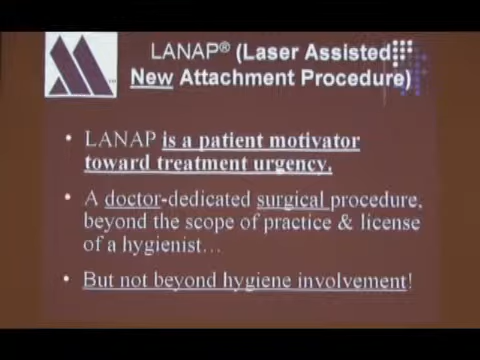 LANAP® (Laser Assisted
New Attachment Procedure)
• LANAP is a patient motivator
toward treatment urgency.
• A doctor-dedicated surgical procedure,
beyond the scope of practice & license
of a hygienist…
• But not beyond hygiene involvement!